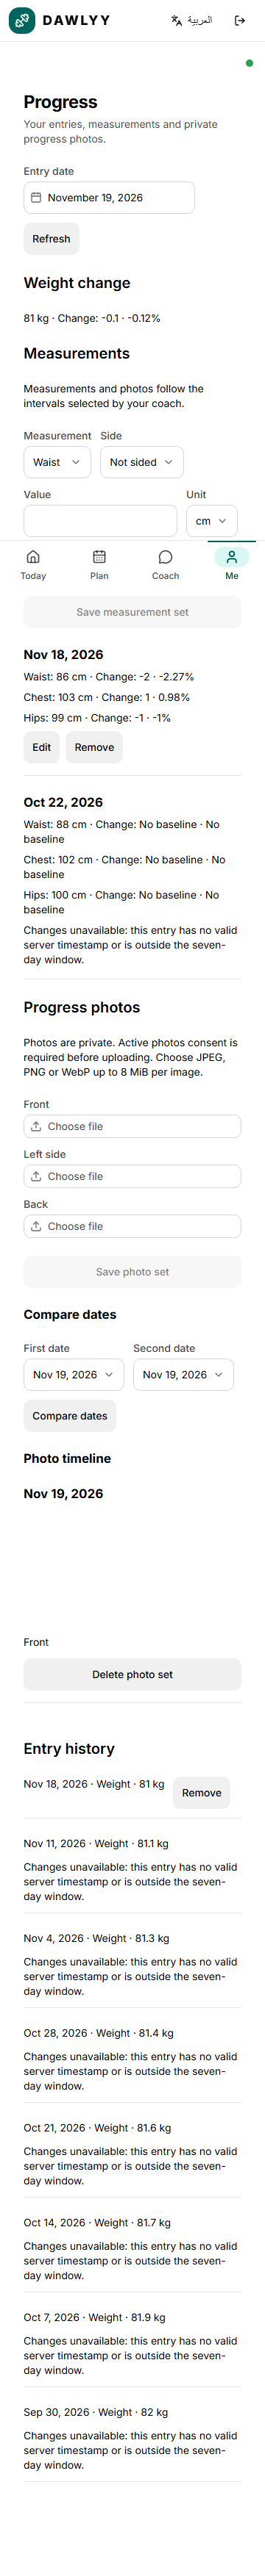 DAWLYY
العربية
Progress
Your entries, measurements and private
progress photos.
Entry date
November 19, 2026
Refresh
Weight change
81 kg · Change: -0.1 · -0.12%
Measurements
Measurements and photos follow the
intervals selected by your coach.
Measurement Side
Waist Not sided
Value Unit
cm
Today Plan Coach Me
Save measurement set
Nov 18, 2026
Waist: 86 cm · Change: -2 · -2.27%
Chest: 103 cm · Change: 1 · 0.98%
Hips: 99 cm · Change: -1 · -1%
Edit Remove
Oct 22, 2026
Waist: 88 cm · Change: No baseline · No
baseline
Chest: 102 cm · Change: No baseline · No
baseline
Hips: 100 cm · Change: No baseline · No
baseline
Changes unavailable: this entry has no valid
server timestamp or is outside the seven-
day window.
Progress photos
Photos are private. Active photos consent is
required before uploading. Choose JPEG,
PNG or WebP up to 8 MiB per image.
Front
Choose file
Left side
Choose file
Back
Choose file
Save photo set
Compare dates
First date Second date
Nov 19, 2026 Nov 19, 2026
Compare dates
Photo timeline
Nov 19, 2026
Front
Delete photo set
Entry history
Nov 18, 2026 · Weight · 81 kg Remove
Nov 11, 2026 · Weight · 81.1 kg
Changes unavailable: this entry has no valid
server timestamp or is outside the seven-
day window.
Nov 4, 2026 · Weight · 81.3 kg
Changes unavailable: this entry has no valid
server timestamp or is outside the seven-
day window.
Oct 28, 2026 · Weight · 81.4 kg
Changes unavailable: this entry has no valid
server timestamp or is outside the seven-
day window.
Oct 21, 2026 · Weight · 81.6 kg
Changes unavailable: this entry has no valid
server timestamp or is outside the seven-
day window.
Oct 14, 2026 · Weight · 81.7 kg
Changes unavailable: this entry has no valid
server timestamp or is outside the seven-
day window.
Oct 7, 2026 · Weight · 81.9 kg
Changes unavailable: this entry has no valid
server timestamp or is outside the seven-
day window.
Sep 30, 2026 · Weight · 82 kg
Changes unavailable: this entry has no valid
server timestamp or is outside the seven-
day window.